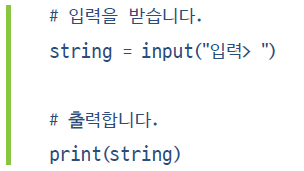 # 입력을 받습니다.
string = input("입력> ")
# 출력합니다.
print(string)